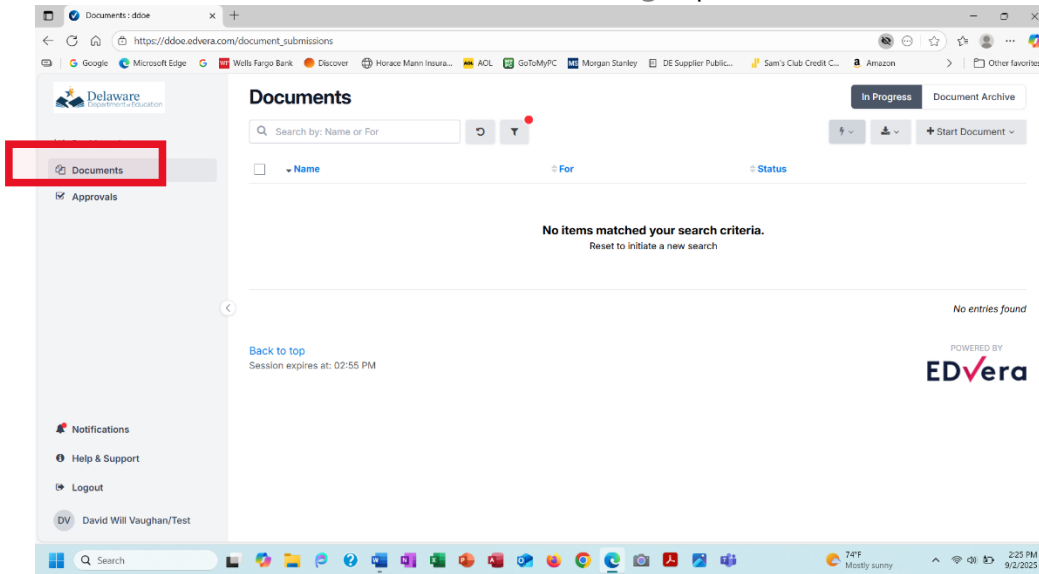 Documents : ddoe
https://ddoe.edvera.com/document_submissions
Google
Microsoft Edge
Wells Fargo Bank
Discover
Horace Mann Insura...
AOL
GoToMyPC
Morgan Stanley
DE Supplier Public...
Sam's Club Credit C...
Amazon
Other favorites
Delaware
Department of Education
Documents
In Progress
Document Archive
Search by: Name or For
+ Start Document
Documents
Name
For
Status
Approvals
No items matched your search criteria.
Reset to initiate a new search
No entries found
Back to top
Session expires at: 02:55 PM
POWERED BY
EDvera
Notifications
Help & Support
Logout
DV David Will Vaughan/Test
Search
74°F
Mostly sunny
2:25 PM
9/2/2025